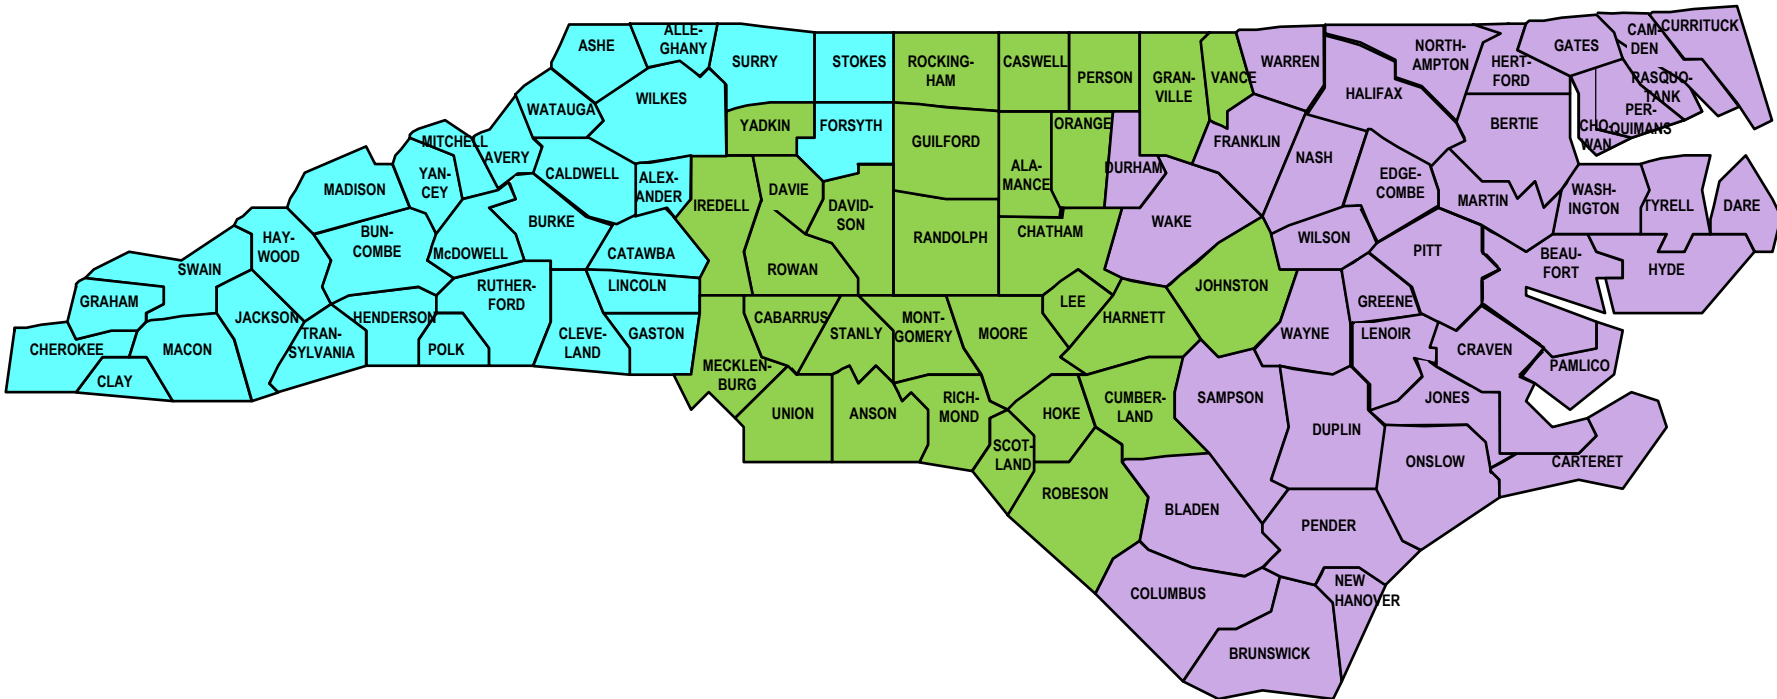 ASHE
ALLE-
GHANY
SURRY
STOKES
ROCKING-
HAM
CASWELL
PERSON
GRAN-
VILLE
VANCE
WARREN
NORTH-
AMPTON
HERT-
FORD
GATES
CAM-
DEN
CURRITUCK
WATAUGA
WILKES
YADKIN
FORSYTH
GUILFORD
ALA-
MANCE
ORANGE
DURHAM
FRANKLIN
NASH
HALIFAX
EDGE-
COMBE
BERTIE
CHO-
WAN
PER-
QUIMANS
PASQUO-
TANK
MITCHELL
AVERY
YAN-
CEY
MADISON
CALDWELL
ALEX-
ANDER
IREDELL
DAVIE
DAVID-
SON
RANDOLPH
CHATHAM
WAKE
WILSON
MARTIN
WASH-
INGTON
TYRELL
DARE
HAY-
WOOD
BUN-
COMBE
McDOWELL
BURKE
CATAWBA
ROWAN
JOHNSTON
PITT
BEAU-
FORT
HYDE
SWAIN
GRAHAM
JACKSON
HENDERSON
RUTHER-
FORD
LINCOLN
CABARRUS
STANLY
MONT-
GOMERY
MOORE
LEE
HARNETT
WAYNE
GREENE
LENOIR
CRAVEN
PAMLICO
CHEROKEE
CLAY
MACON
TRAN-
SYLVANIA
POLK
CLEVE-
LAND
GASTON
MECKLEN-
BURG
UNION
ANSON
RICH-
MOND
SCOT-
LAND
HOKE
CUMBER-
LAND
SAMPSON
DUPLIN
JONES
ONSLOW
CARTERET
ROBESON
BLADEN
PENDER
COLUMBUS
NEW
HANOVER
BRUNSWICK